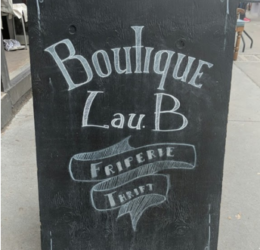 Boutique
Lau. B
FRIPERIE
THRIFT